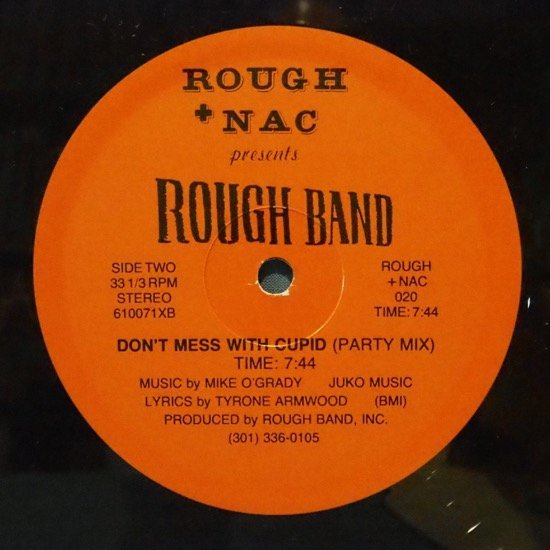 ROUGH
+ NAC
presents
ROUGH BAND
SIDE TWO
33 1/3 RPM
STEREO
610071XB
ROUGH
+NAC
020
TIME: 7:44
DON'T MESS WITH CUPID (PARTY MIX)
TIME: 7:44
MUSIC by MIKE O'GRADY JUKO MUSIC
LYRICS by TYRONE ARMWOOD (BMI)
PRODUCED by ROUGH BAND, INC.
(301) 336-0105